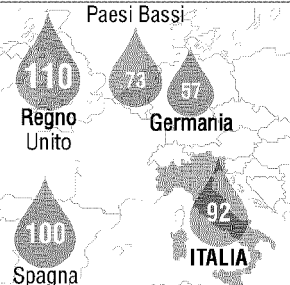 Paesi Bassi
110
73
57
Regno
Unito
Germania
100
92
Spagna
ITALIA